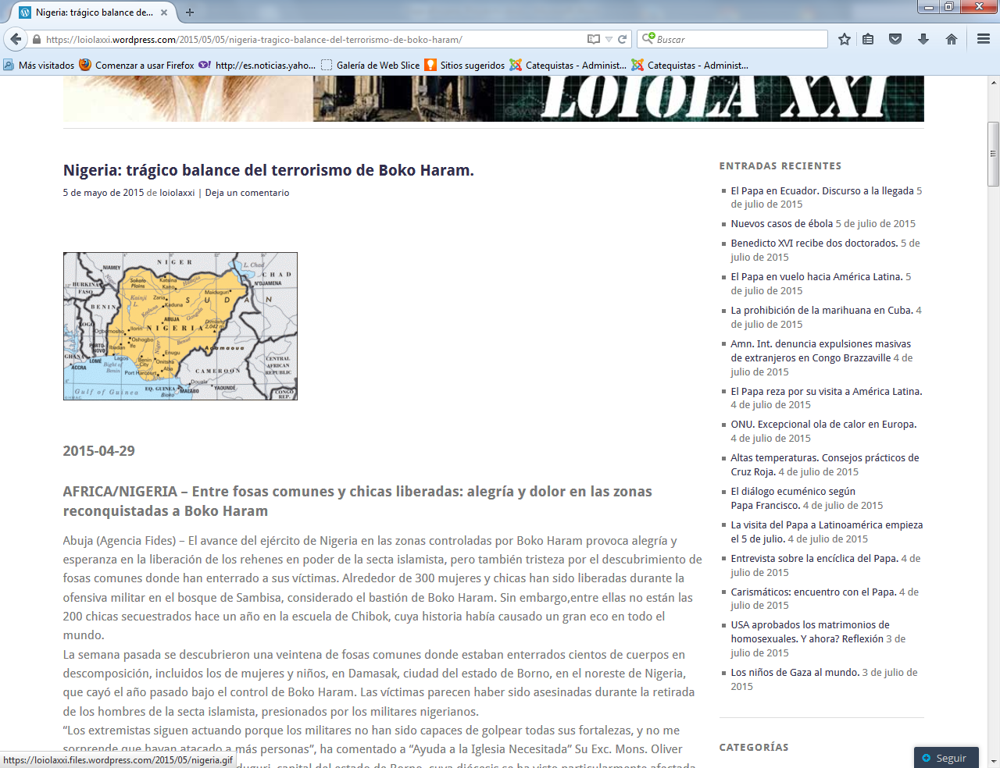 Nigeria: trágico balance de...
https://loiolaxxi.wordpress.com/2015/05/05/nigeria-tragico-balance-del-terrorismo-de-boko-haram/
Buscar
Más visitados
Comenzar a usar Firefox
http://es.noticias.yaho...
Galería de Web Slice
Sitios sugeridos
Catequistas - Administ...
Catequistas - Administ...
LOIOLA XXI
Nigeria: trágico balance del terrorismo de Boko Haram.
5 de mayo de 2015 de loiolaxxi | Deja un comentario
NIGER
NIAMEY
L. Chad
CHAD
N'DJAMENA
BURKINA
FASO
Sokoto
Plains
Katsina
Kano
Maiduguri
Kainji
L.
Zaria
SUDAN
Kaduna
BENIN
ABUJA
Gongola
Dimlang
2,042 m
Ogbomosho
Ilorin
NIGERIA
TOGO
Oshogbo
Ife
Ibadan
Benue
PORTO-
NOVO
Niger
Enugu
Adamaoua
GHANA
LOMÉ
Lagos
Benin
City
Onitsha
ACCRA
Bight of
Benin
Aba
Port Harcourt
CAMEROON
CENTRAL
AFRICAN
REPUBLIC
Douala
YAOUNDÉ
Gulf of Guinea
EQ. GUINEA
MALABO
Bioko
CONGO
REP.
2015-04-29
AFRICA/NIGERIA – Entre fosas comunes y chicas liberadas: alegría y dolor en las zonas
reconquistadas a Boko Haram
Abuja (Agencia Fides) – El avance del ejército de Nigeria en las zonas controladas por Boko Haram provoca alegría y
esperanza en la liberación de los rehenes en poder de la secta islamista, pero también tristeza por el descubrimiento de
fosas comunes donde han enterrado a sus víctimas. Alrededor de 300 mujeres y chicas han sido liberadas durante la
ofensiva militar en el bosque de Sambisa, considerado el bastión de Boko Haram. Sin embargo,entre ellas no están las
200 chicas secuestrados hace un año en la escuela de Chibok, cuya historia había causado un gran eco en todo el
mundo.
La semana pasada se descubrieron una veintena de fosas comunes donde estaban enterrados cientos de cuerpos en
descomposición, incluidos los de mujeres y niños, en Damasak, ciudad del estado de Borno, en el noreste de Nigeria,
que cayó el año pasado bajo el control de Boko Haram. Las víctimas parecen haber sido asesinadas durante la retirada
de los hombres de la secta islamista, presionados por los militares nigerianos.
“Los extremistas siguen actuando porque los militares no han sido capaces de golpear todas sus fortalezas, y no me
sorprende que hayan atacado a más personas”, ha comentado a “Ayuda a la Iglesia Necesitada” Su Exc. Mons. Oliver
duguri, capital del estado de Borno, cuya diócesis se ha visto particularmente afectada
https://loiolaxxi.files.wordpress.com/2015/05/nigeria.gif
ENTRADAS RECIENTES
El Papa en Ecuador. Discurso a la llegada 5
de julio de 2015
Nuevos casos de ébola 5 de julio de 2015
Benedicto XVI recibe dos doctorados. 5 de
julio de 2015
El Papa en vuelo hacia América Latina. 5
de julio de 2015
La prohibición de la marihuana en Cuba. 4
de julio de 2015
Amn. Int. denuncia expulsiones masivas
de extranjeros en Congo Brazzaville 4 de
julio de 2015
El Papa reza por su visita a América Latina.
4 de julio de 2015
ONU. Excepcional ola de calor en Europa.
4 de julio de 2015
Altas temperaturas. Consejos prácticos de
Cruz Roja. 4 de julio de 2015
El diálogo ecuménico según
Papa Francisco. 4 de julio de 2015
La visita del Papa a Latinoamérica empieza
el 5 de julio. 4 de julio de 2015
Entrevista sobre la encíclica del Papa. 4 de
julio de 2015
Carismáticos: encuentro con el Papa. 4 de
julio de 2015
USA aprobados los matrimonios de
homosexuales. Y ahora? Reflexión 3 de
julio de 2015
Los niños de Gaza al mundo. 3 de julio de
2015
CATEGORÍAS
Seguir